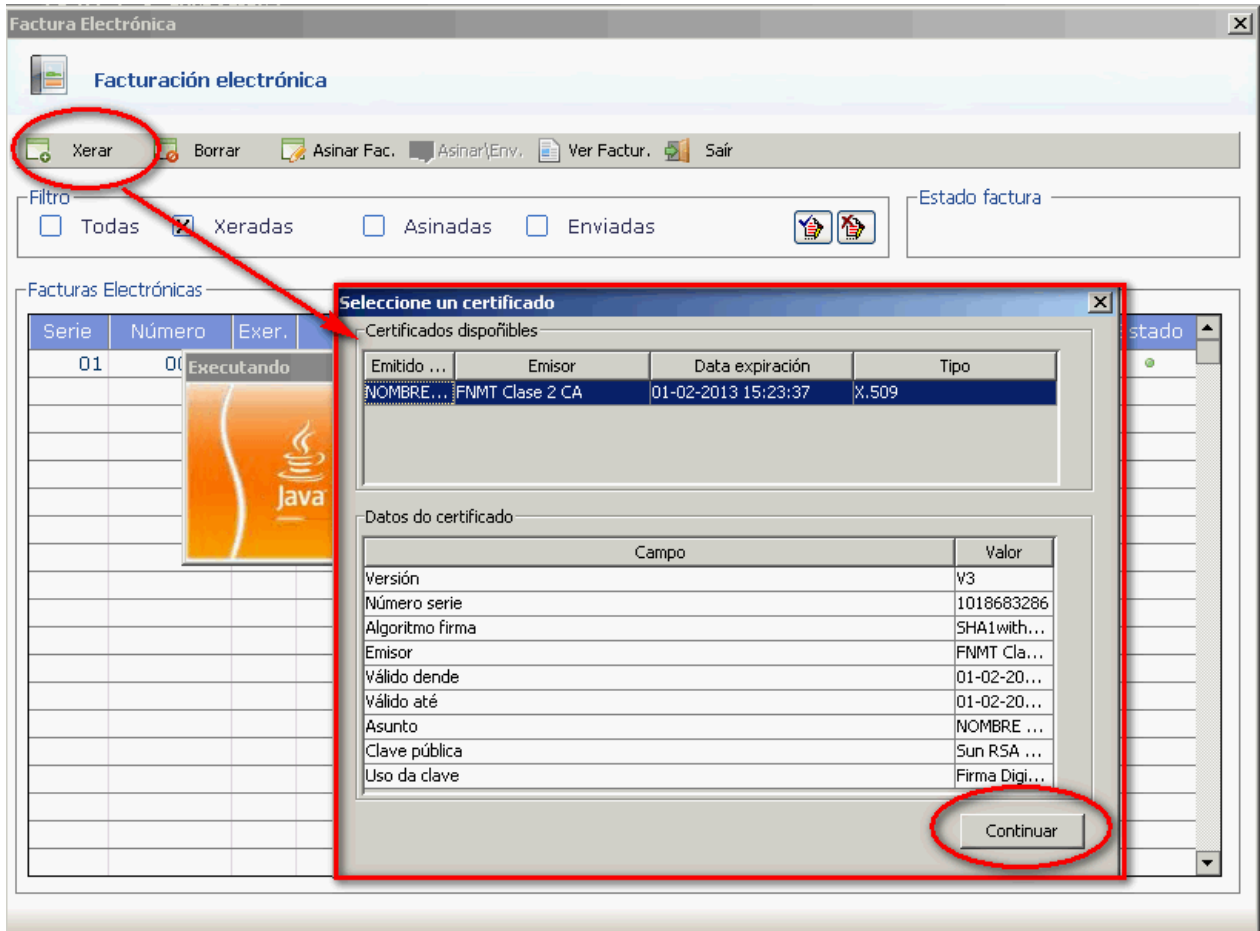 Factura Electrónica
Facturación electrónica
Xerar Borrar Asinar Fac. Asinar\Env. Ver Factur. Saír
Filtro
Todas Xeradas Asinadas Enviadas
Estado factura
Facturas Electrónicas
Serie Número Exer.
01
Executando
Java
Seleccione un certificado
Certificados dispoñibles
Emitido ... Emisor Data expiración Tipo
NOMBRE... FNMT Clase 2 CA 01-02-2013 15:23:37 X.509
Datos do certificado
Campo Valor
Versión V3
Número serie 1018683286
Algoritmo firma SHA1with...
Emisor FNMT Cla...
Válido dende 01-02-20...
Válido até 01-02-20...
Asunto NOMBRE ...
Clave pública Sun RSA ...
Uso da clave Firma Digi...
Continuar